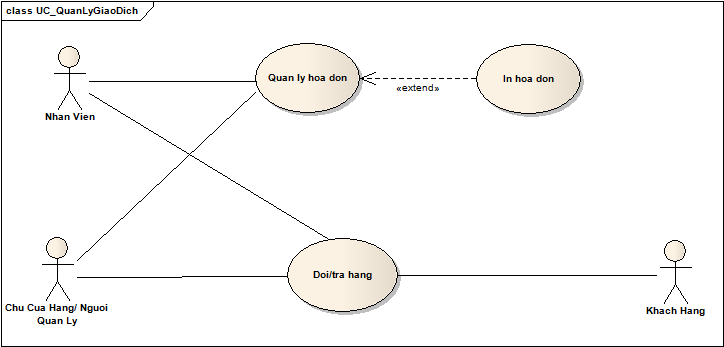 class UC_QuanLyGiaoDich
Quan ly hoa don
«extend»
In hoa don
Nhan Vien
Doi/tra hang
Chu Cua Hang/ Nguoi
Quan Ly
Khach Hang